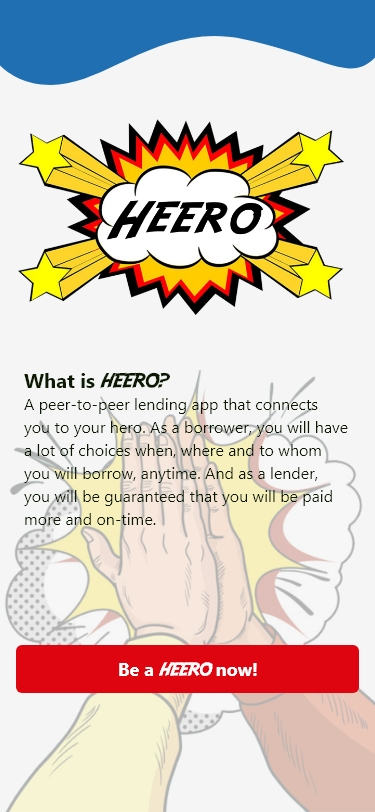 HEERO
What is HEERO?
A peer-to-peer lending app that connects
you to your hero. As a borrower, you will have
a lot of choices when, where and to whom
you will borrow, anytime. And as a lender,
you will be guaranteed that you will be paid
more and on-time.
Be a HEERO now!